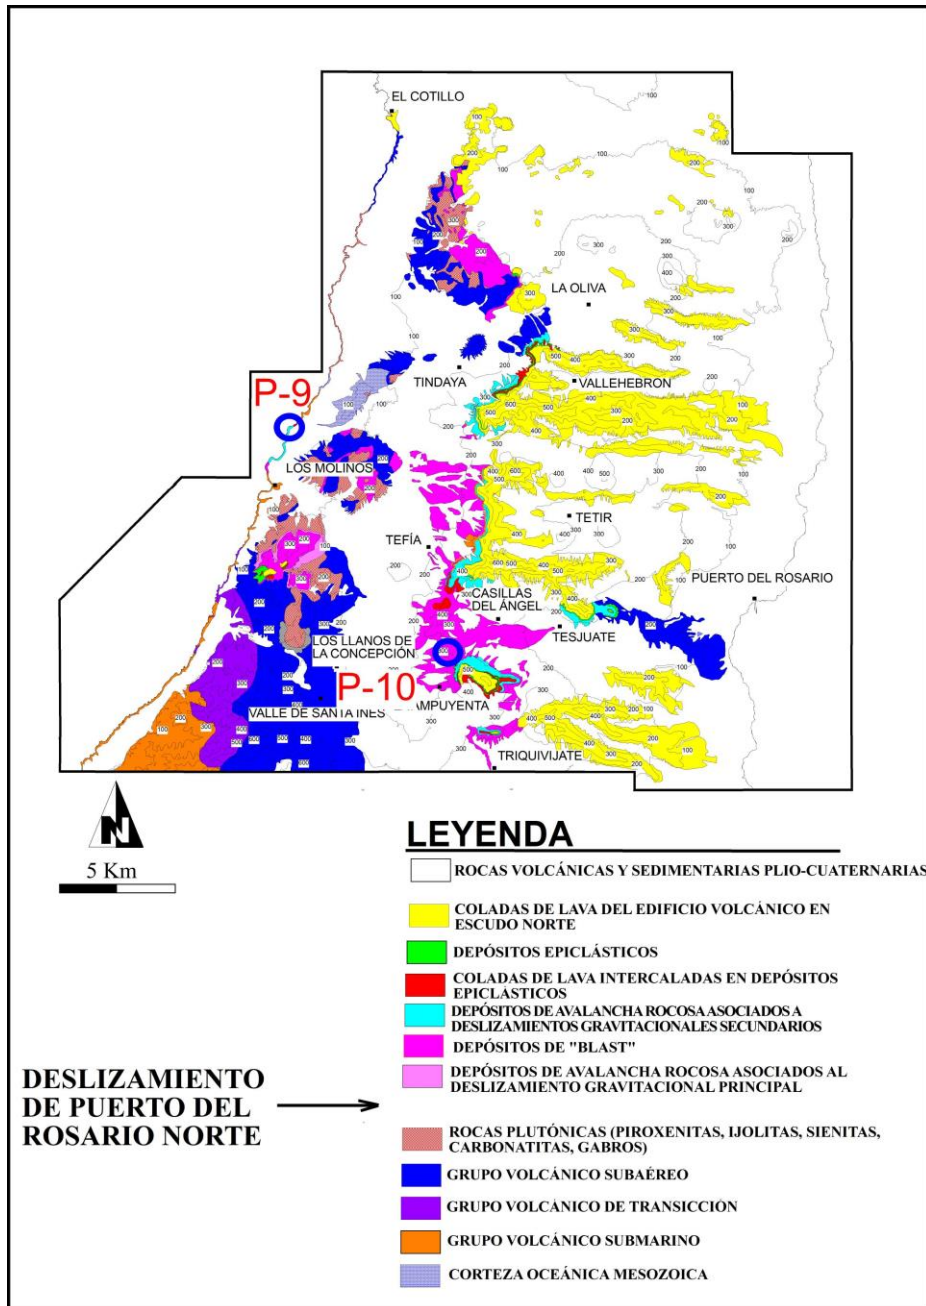 EL COTILLO
LA OLIVA
VALLEHEBRON
TINDAYA
P-9
LOS MOLINOS
TETIR
TEFÍA
PUERTO DEL ROSARIO
CASILLAS
DEL ÁNGEL
TESJUATE
LOS LLANOS DE
LA CONCEPCIÓN
P-10
AMPUYENTA
VALLE DE SANTA INES
TRIQUIVIJATE
N
5 Km
LEYENDA
ROCAS VOLCÁNICAS Y SEDIMENTARIAS PLIO-CUATERNARIAS
COLADAS DE LAVA DEL EDIFICIO VOLCÁNICO EN
ESCUDO NORTE
DEPÓSITOS EPICLÁSTICOS
COLADAS DE LAVA INTERCALADAS EN DEPÓSITOS
EPICLÁSTICOS
DEPÓSITOS DE AVALANCHA ROCOSA ASOCIADOS A
DESLIZAMIENTOS GRAVITACIONALES SECUNDARIOS
DEPÓSITOS DE "BLAST"
DEPÓSITOS DE AVALANCHA ROCOSA ASOCIADOS AL
DESLIZAMIENTO GRAVITACIONAL PRINCIPAL
DESLIZAMIENTO
DE PUERTO DEL
ROSARIO NORTE
ROCAS PLUTÓNICAS (PIROXENITAS, IJOLITAS, SIENITAS,
CARBONATITAS, GABROS)
GRUPO VOLCÁNICO SUBAÉREO
GRUPO VOLCÁNICO DE TRANSICCIÓN
GRUPO VOLCÁNICO SUBMARINO
CORTEZA OCEÁNICA MESOZOICA